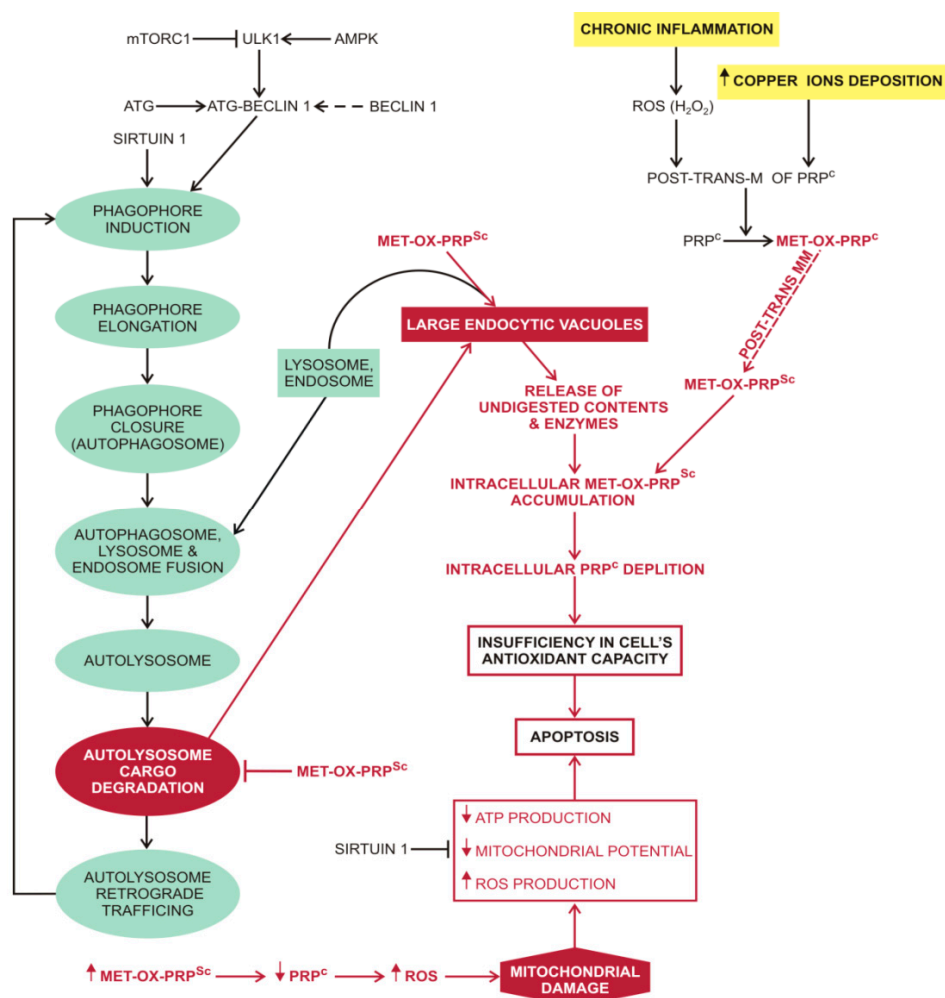 mTORC1
ULK1
AMPK
ATG
ATG-BECLIN 1
BECLIN 1
SIRTUIN 1
PHAGOPHORE
INDUCTION
PHAGOPHORE
ELONGATION
PHAGOPHORE
CLOSURE
(AUTOPHAGOSOME)
AUTOPHAGOSOME,
LYSOSOME &
ENDOSOME FUSION
AUTOLYSOSOME
AUTOLYSOSOME
CARGO
DEGRADATION
AUTOLYSOSOME
RETROGRADE
TRAFFICING
MET-OX-PRPSc
LYSOSOME,
ENDOSOME
MET-OX-PRPSc
CHRONIC INFLAMMATION
↑ COPPER IONS DEPOSITION
ROS (H₂O₂)
POST-TRANS-M OF PRPc
PRPc
MET-OX-PRPc
POST-TRANS MM
MET-OX-PRPSc
LARGE ENDOCYTIC VACUOLES
RELEASE OF
UNDIGESTED CONTENTS
& ENZYMES
INTRACELLULAR MET-OX-PRPSc
ACCUMULATION
INTRACELLULAR PRPc DEPLITION
INSUFFICIENCY IN CELL'S
ANTIOXIDANT CAPACITY
APOPTOSIS
SIRTUIN 1
↓ ATP PRODUCTION
↓ MITOCHONDRIAL POTENTIAL
↑ ROS PRODUCTION
↑ MET-OX-PRPSc
↓ PRPc
↑ ROS
MITOCHONDRIAL
DAMAGE